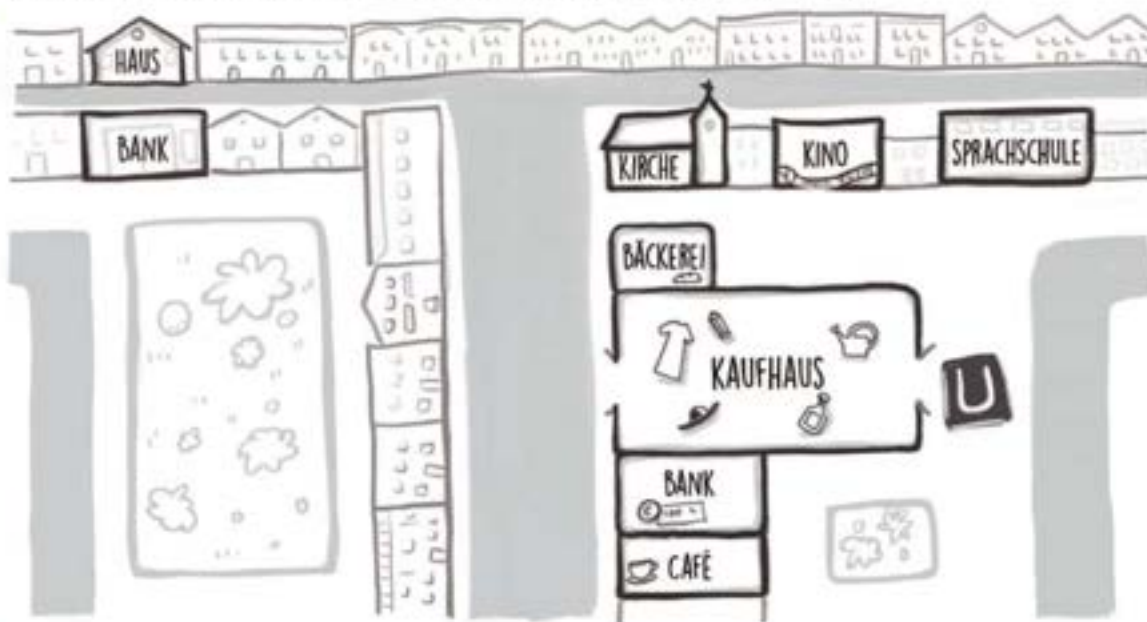 HAUS
BANK
KIRCHE
KINO
SPRACHSCHULE
BÄCKEREI
KAUFHAUS
U
BANK
CAFÉ